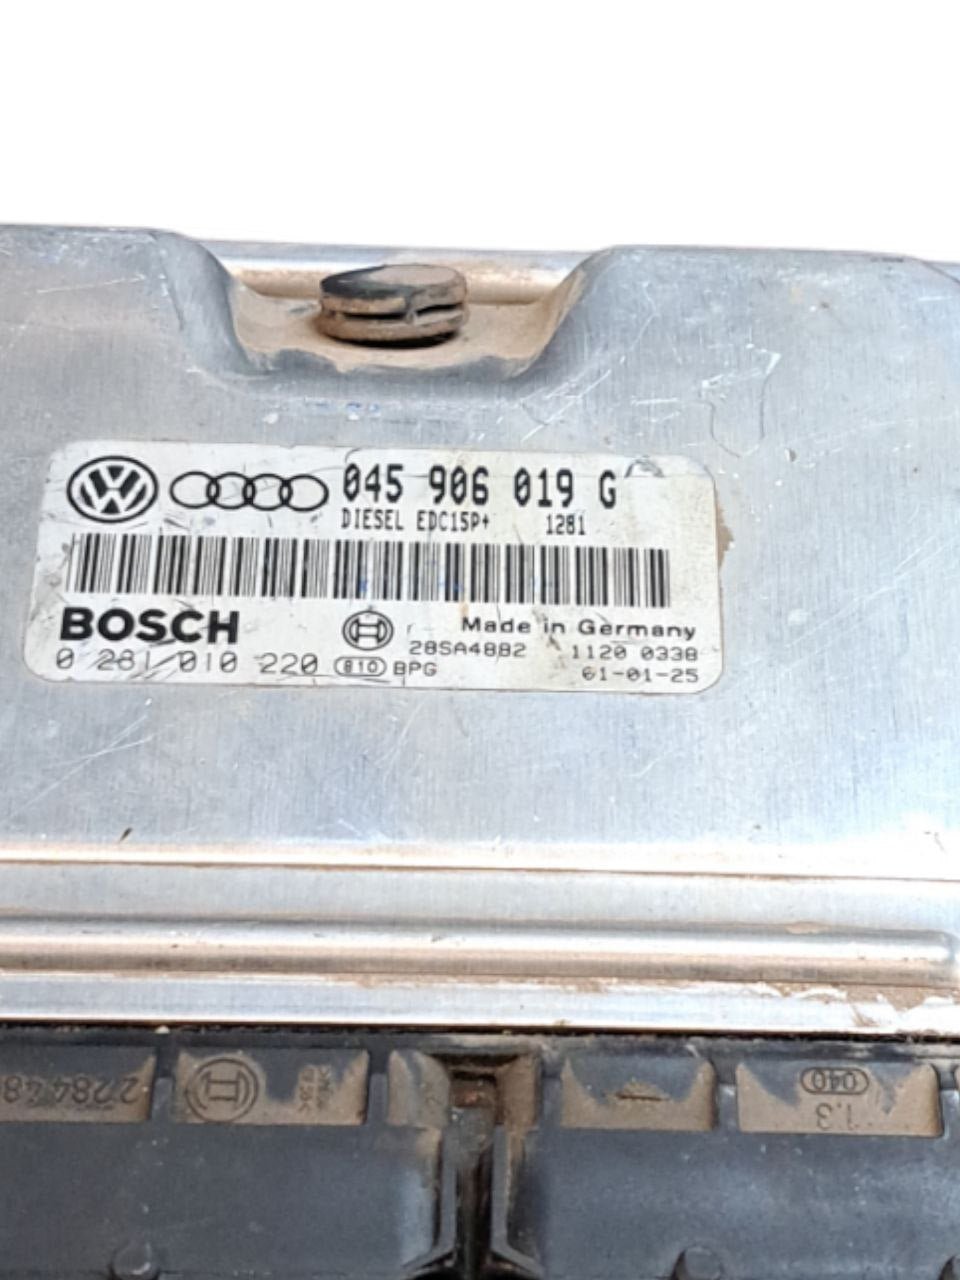 045 906 019 G
DIESEL EDC15P+ 1281
BOSCH
Made in Germany
28SA4882 1120 0338
0 281 010 220 810 BPG 61-01-25
040
1.3